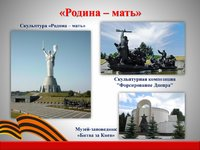 «Родина – мать»
Скульптура «Родина – мать»
Скульптурная композиция
"Форсирование Днепра"
Музей-заповедник
«Битва за Киев»